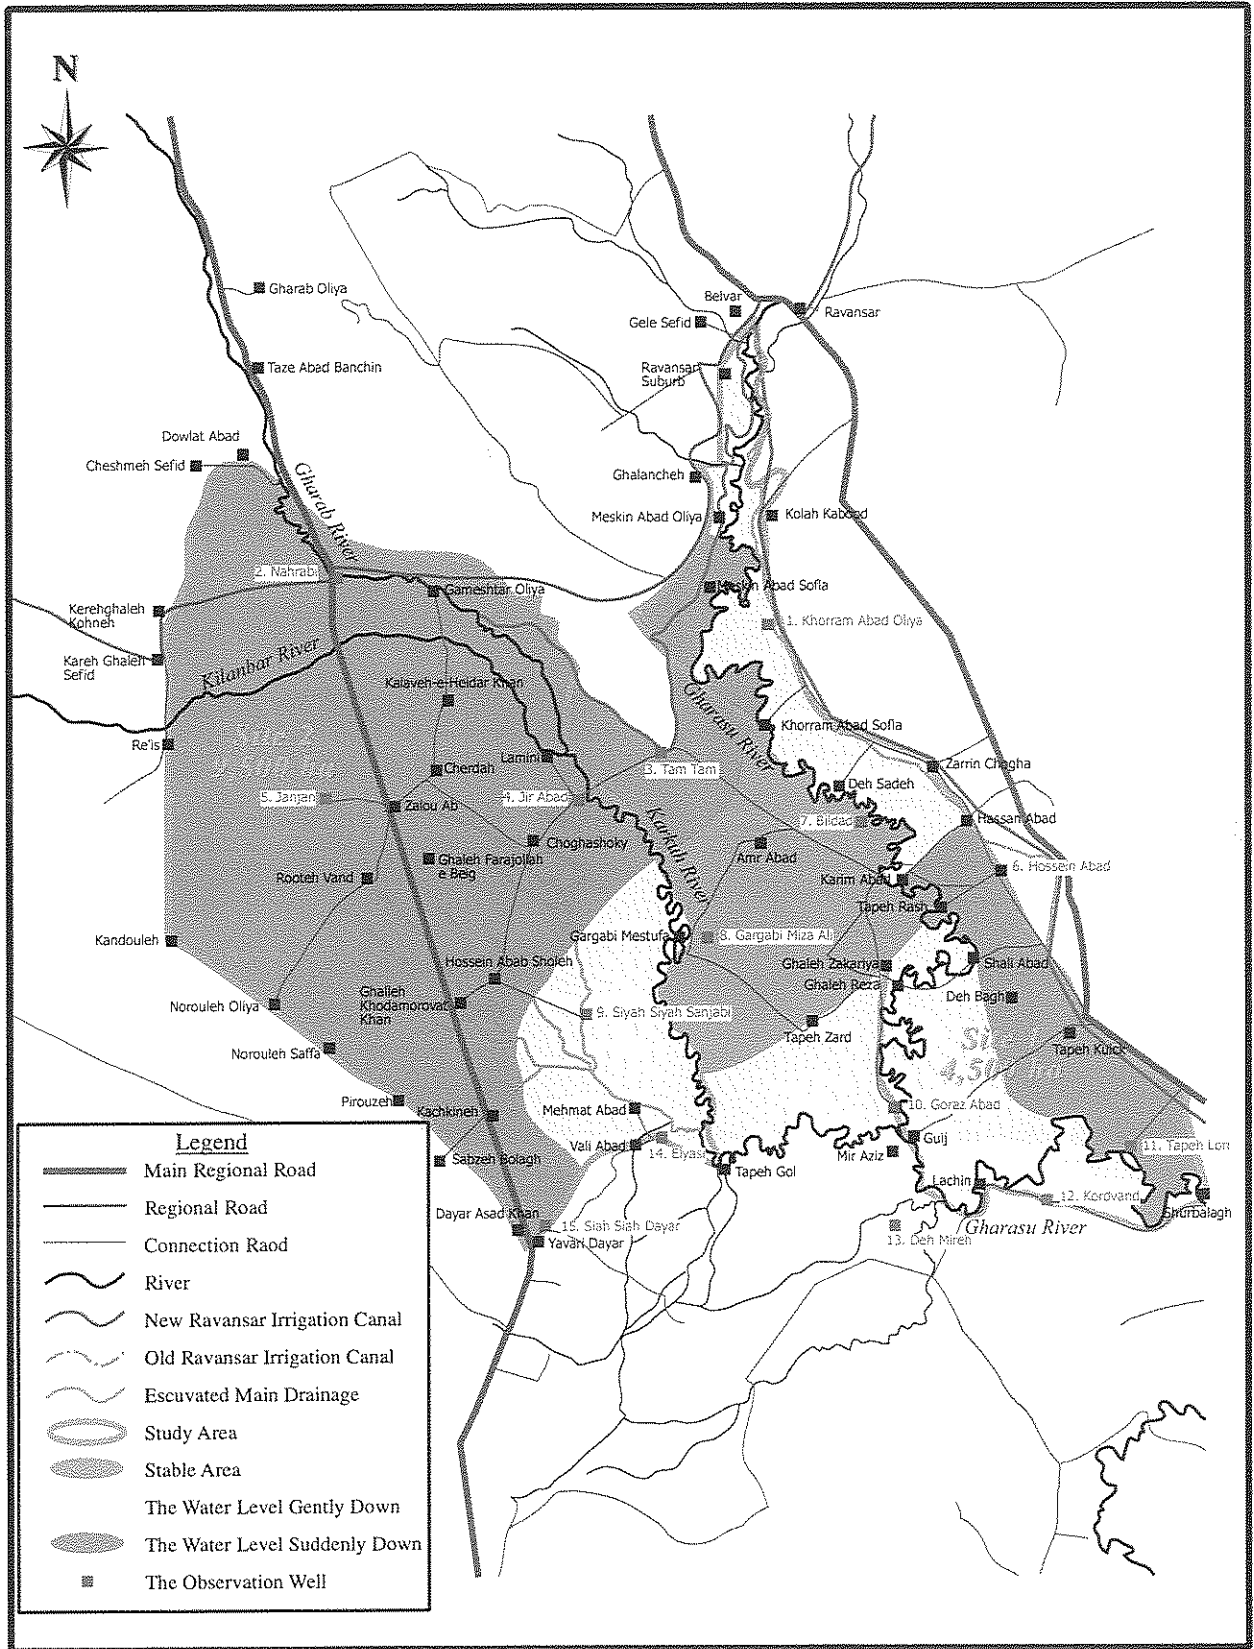 N
Gharab Oliya
Belvar
Gele Sefid
Ravansar
Taze Abad Banchin
Ravansar
Suburb
Dowlat Abad
Cheshmeh Sefid
Gharab River
Ghalancheh
Meskin Abad Oliya
Kolah Kabood
2. Nahrabi
Gameshtar Oliya
Meskin Abad Sofla
Kerehghaleh
Kohneh
1. Khorram Abad Oliya
Kareh Ghaleh
Sefid
Kilanbar River
Kalaveh-e-Heidar Khan
Gharasu River
Khorram Abad Sofla
Re'is
Lamini
Cherdah
3. Tam Tam
Zarrin Chogha
Deh Sadeh
5. Janjan
Zalou Ab
4. Jir Abad
7. Bildad
Hassan Abad
Karkuh River
Choghashoky
Amr Abad
Ghaleh Farajollah
e Beig
Rooteh Vand
Karim Abad
6. Hossein Abad
Tapeh Rash
Kandouleh
Gargabi Mestufa
8. Gargabi Miza Ali
Hossein Abab Sholeh
Ghaleh Zakariya
Shali Abad
Ghaleh Reza
Norouleh Oliya
Ghalleh
Khodamorovat
Khan
9. Siyah Siyah Sanjabi
Deh Bagh
Tapeh Zard
Norouleh Saffa
Tapeh Kuick
4,50
Pirouzeh
Kachkineh
Mehmat Abad
10. Goraz Abad
Vali Abad
14. Elyasi
Guij
Mir Aziz
11. Tapeh Lori
Sabzeh Bolagh
Tapeh Gol
Lachin
12. Kordvand
Shurbalagh
Dayar Asad Khan
15. Siah Siah Dayar
Yavari Dayar
Gharasu River
13. Deh Mireh
Legend
Main Regional Road
Regional Road
Connection Raod
River
New Ravansar Irrigation Canal
Old Ravansar Irrigation Canal
Escuvated Main Drainage
Study Area
Stable Area
The Water Level Gently Down
The Water Level Suddenly Down
The Observation Well